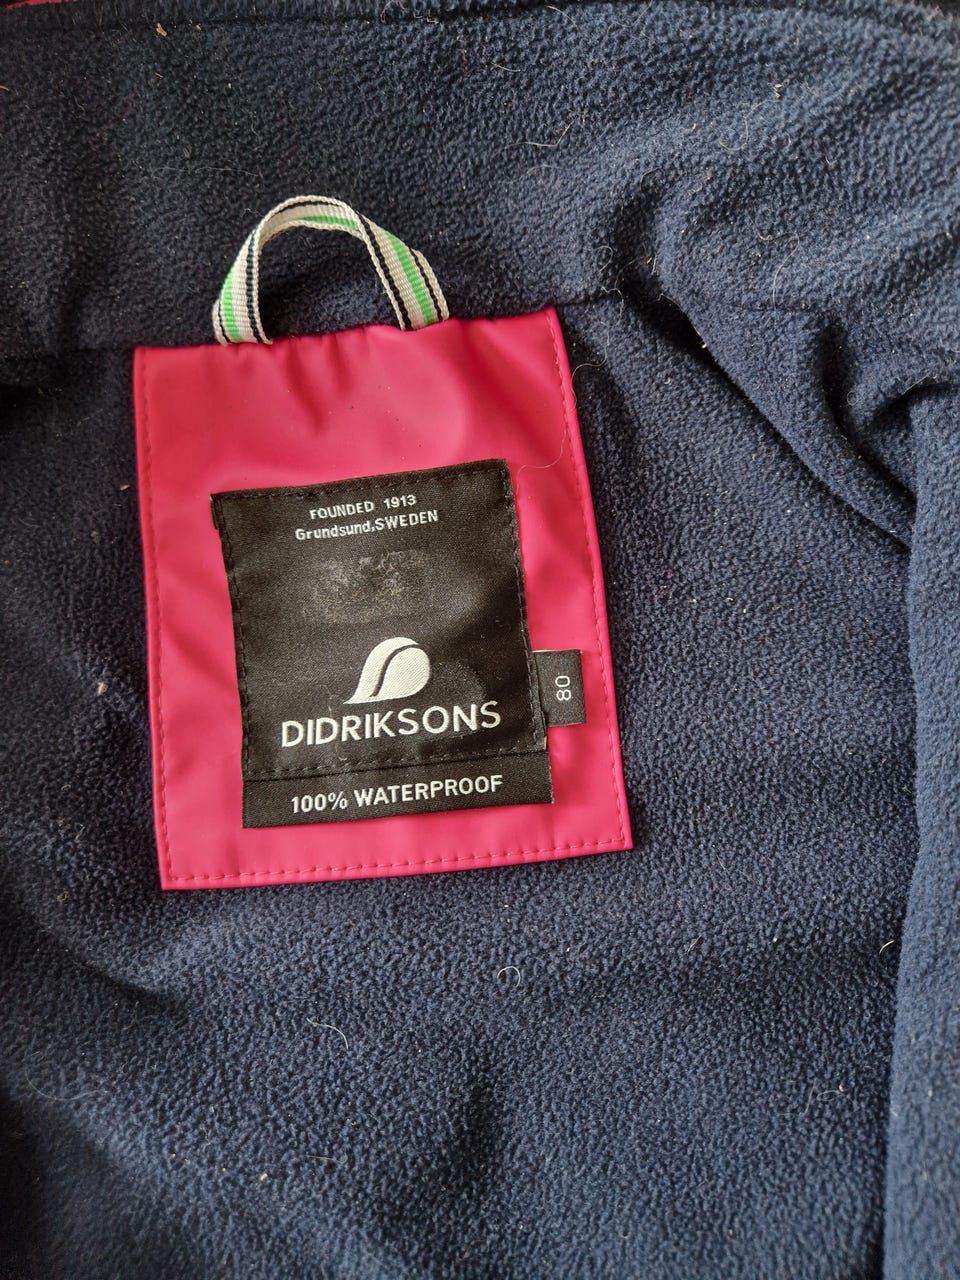 FOUNDED 1913
Grundsund,SWEDEN
DIDRIKSONS
80
100% WATERPROOF